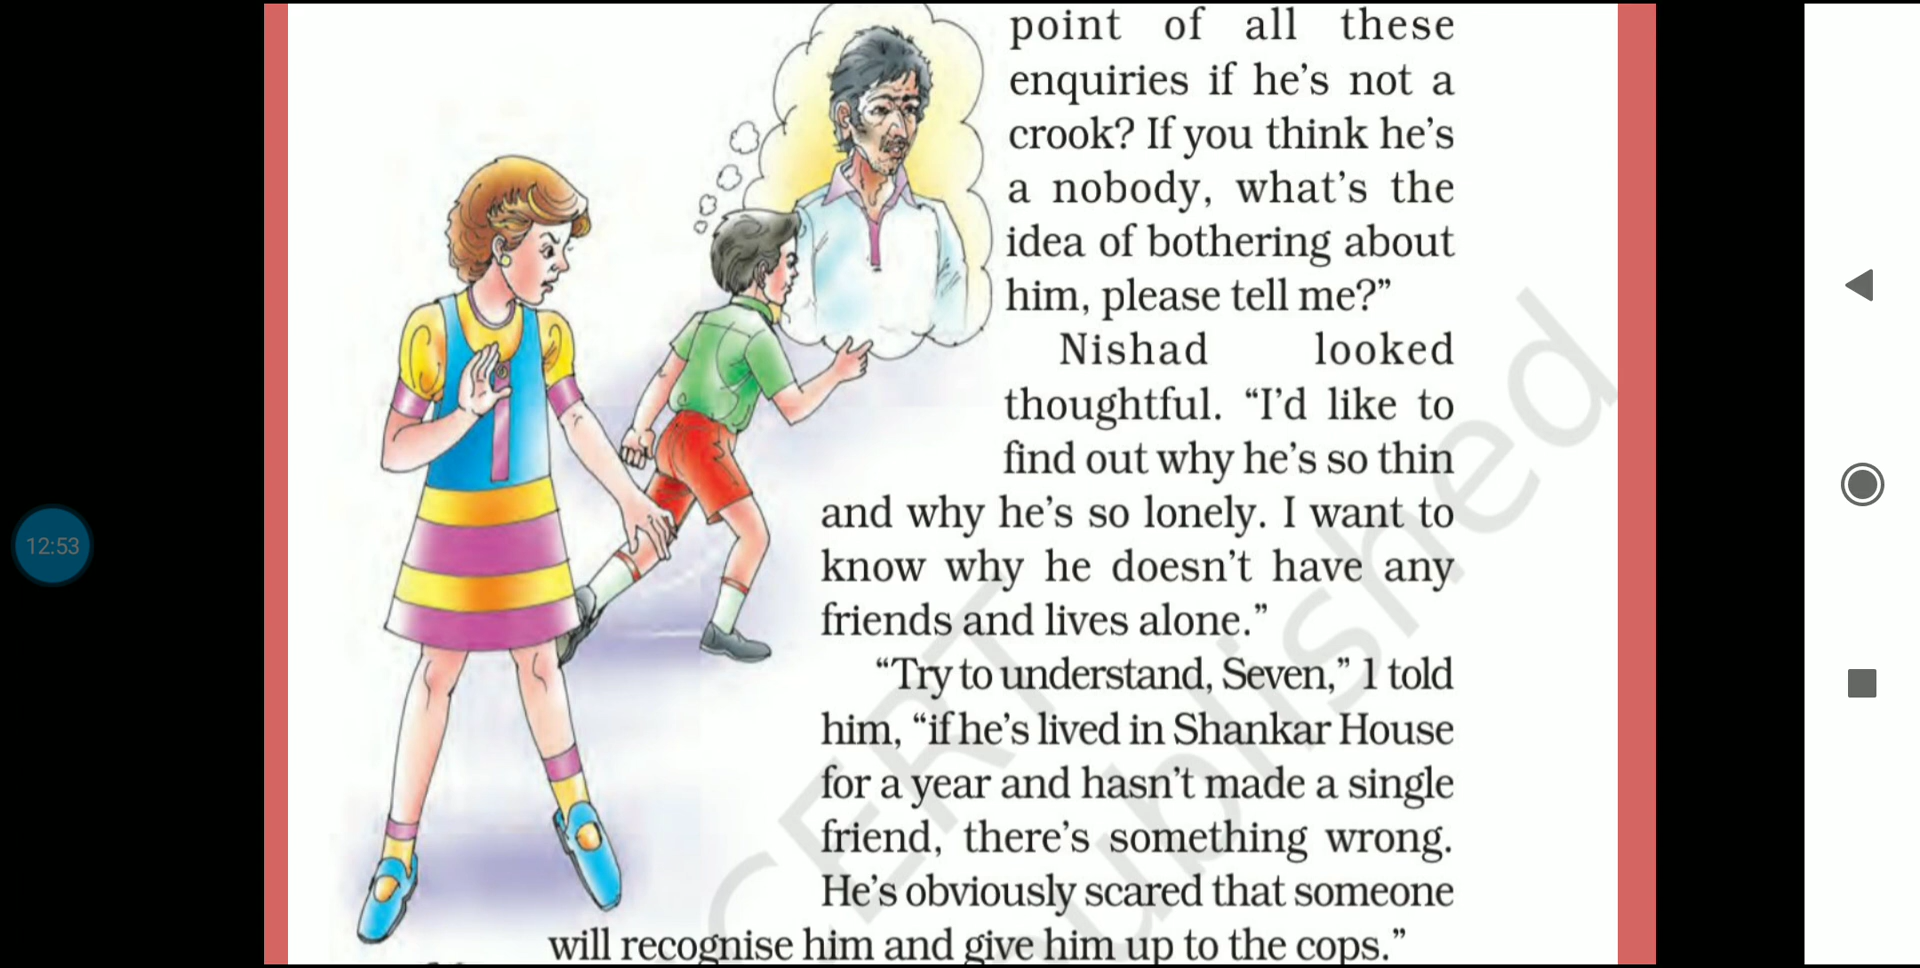 point of all these
enquiries if he's not a
crook? If you think he's
a nobody, what's the
idea of bothering about
him, please tell me?”
Nishad looked
thoughtful. “I'd like to
find out why he's so thin
and why he's so lonely. I want to
know why he doesn't have any
friends and lives alone.”
“Try to understand, Seven,” 1 told
him, “if he's lived in Shankar House
for a year and hasn't made a single
friend, there's something wrong.
He's obviously scared that someone
will recognise him and give him up to the cops.”
12:53
CERT
ublished